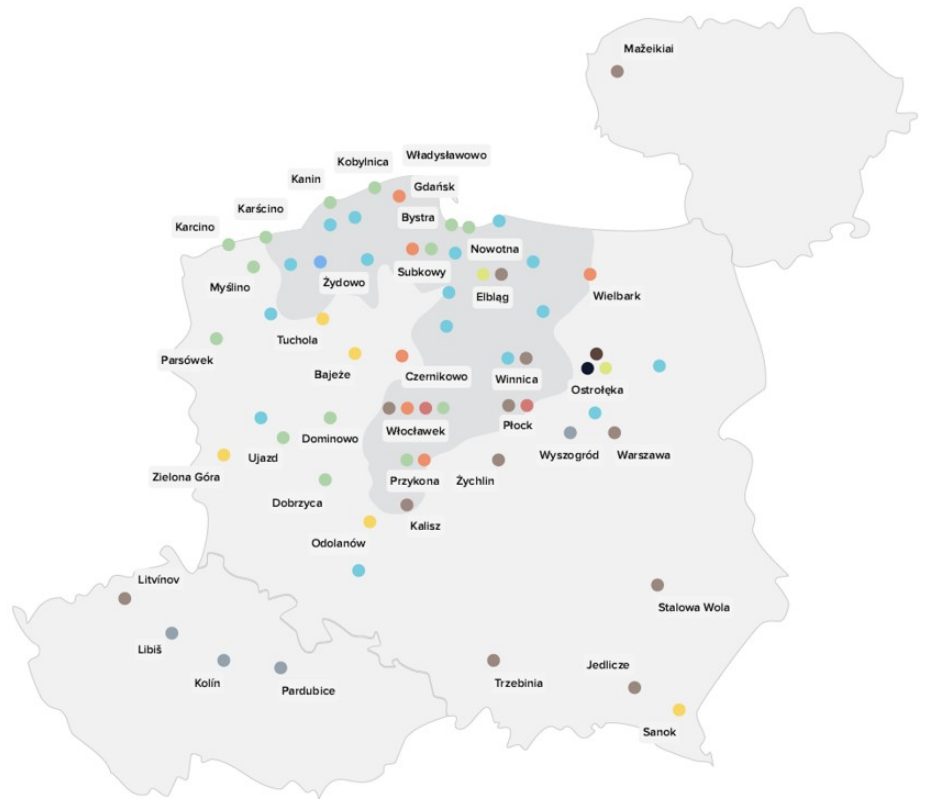 Mažeikiai
Władysławowo
Kobylnica
Kanin
Gdańsk
Karścino
Bystra
Karcino
Nowotna
Subkowy
Żydowo
Myślino
Elbląg
Wielbark
Tuchola
Parsówek
Bajeże
Czernikowo
Winnica
Ostrołęka
Płock
Włocławek
Dominowo
Wyszogród
Warszawa
Ujazd
Zielona Góra
Przykona
Żychlin
Dobrzyca
Kalisz
Odolanów
Litvínov
Stalowa Wola
Libiš
Jedlicze
Kolín
Trzebinia
Pardubice
Sanok